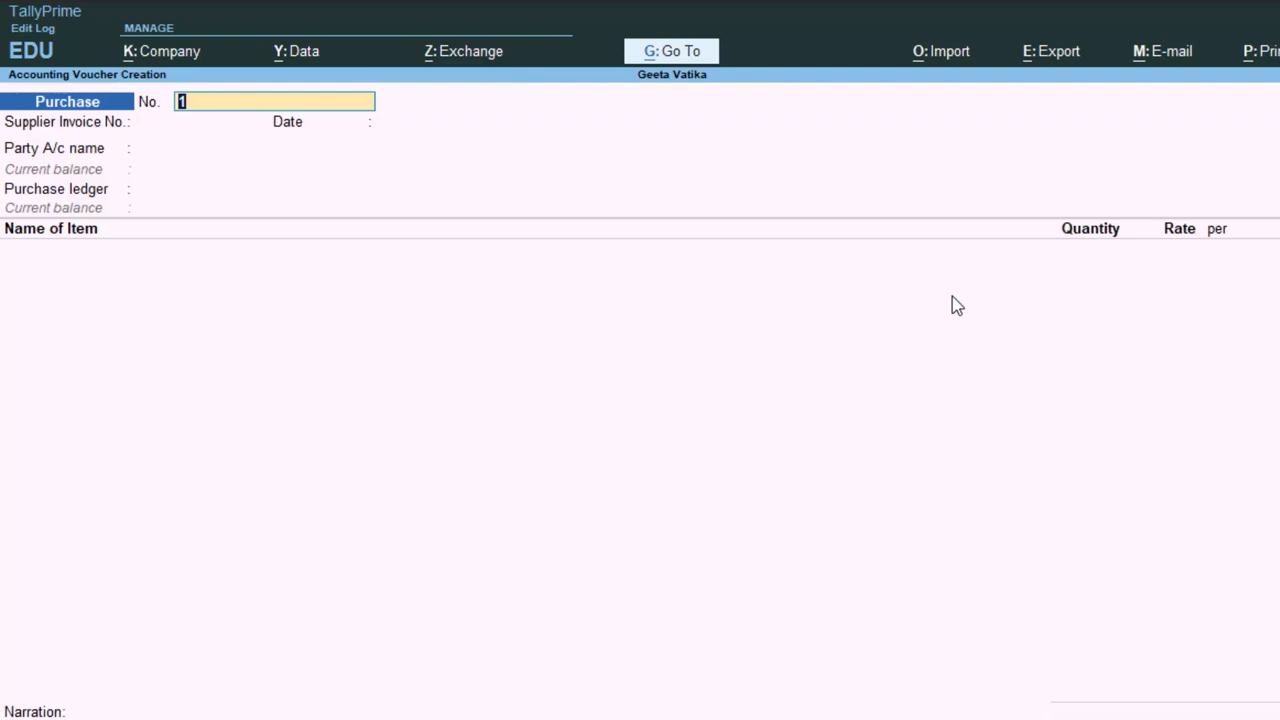 TallyPrime
Edit Log
MANAGE
EDU
K: Company Y: Data Z: Exchange G: Go To O: Import E: Export M: E-mail P: Pri
Accounting Voucher Creation Geeta Vatika
Purchase No. 1
Supplier Invoice No.: Date :
Party A/c name :
Current balance :
Purchase ledger :
Current balance :
Name of Item Quantity Rate per
Narration: